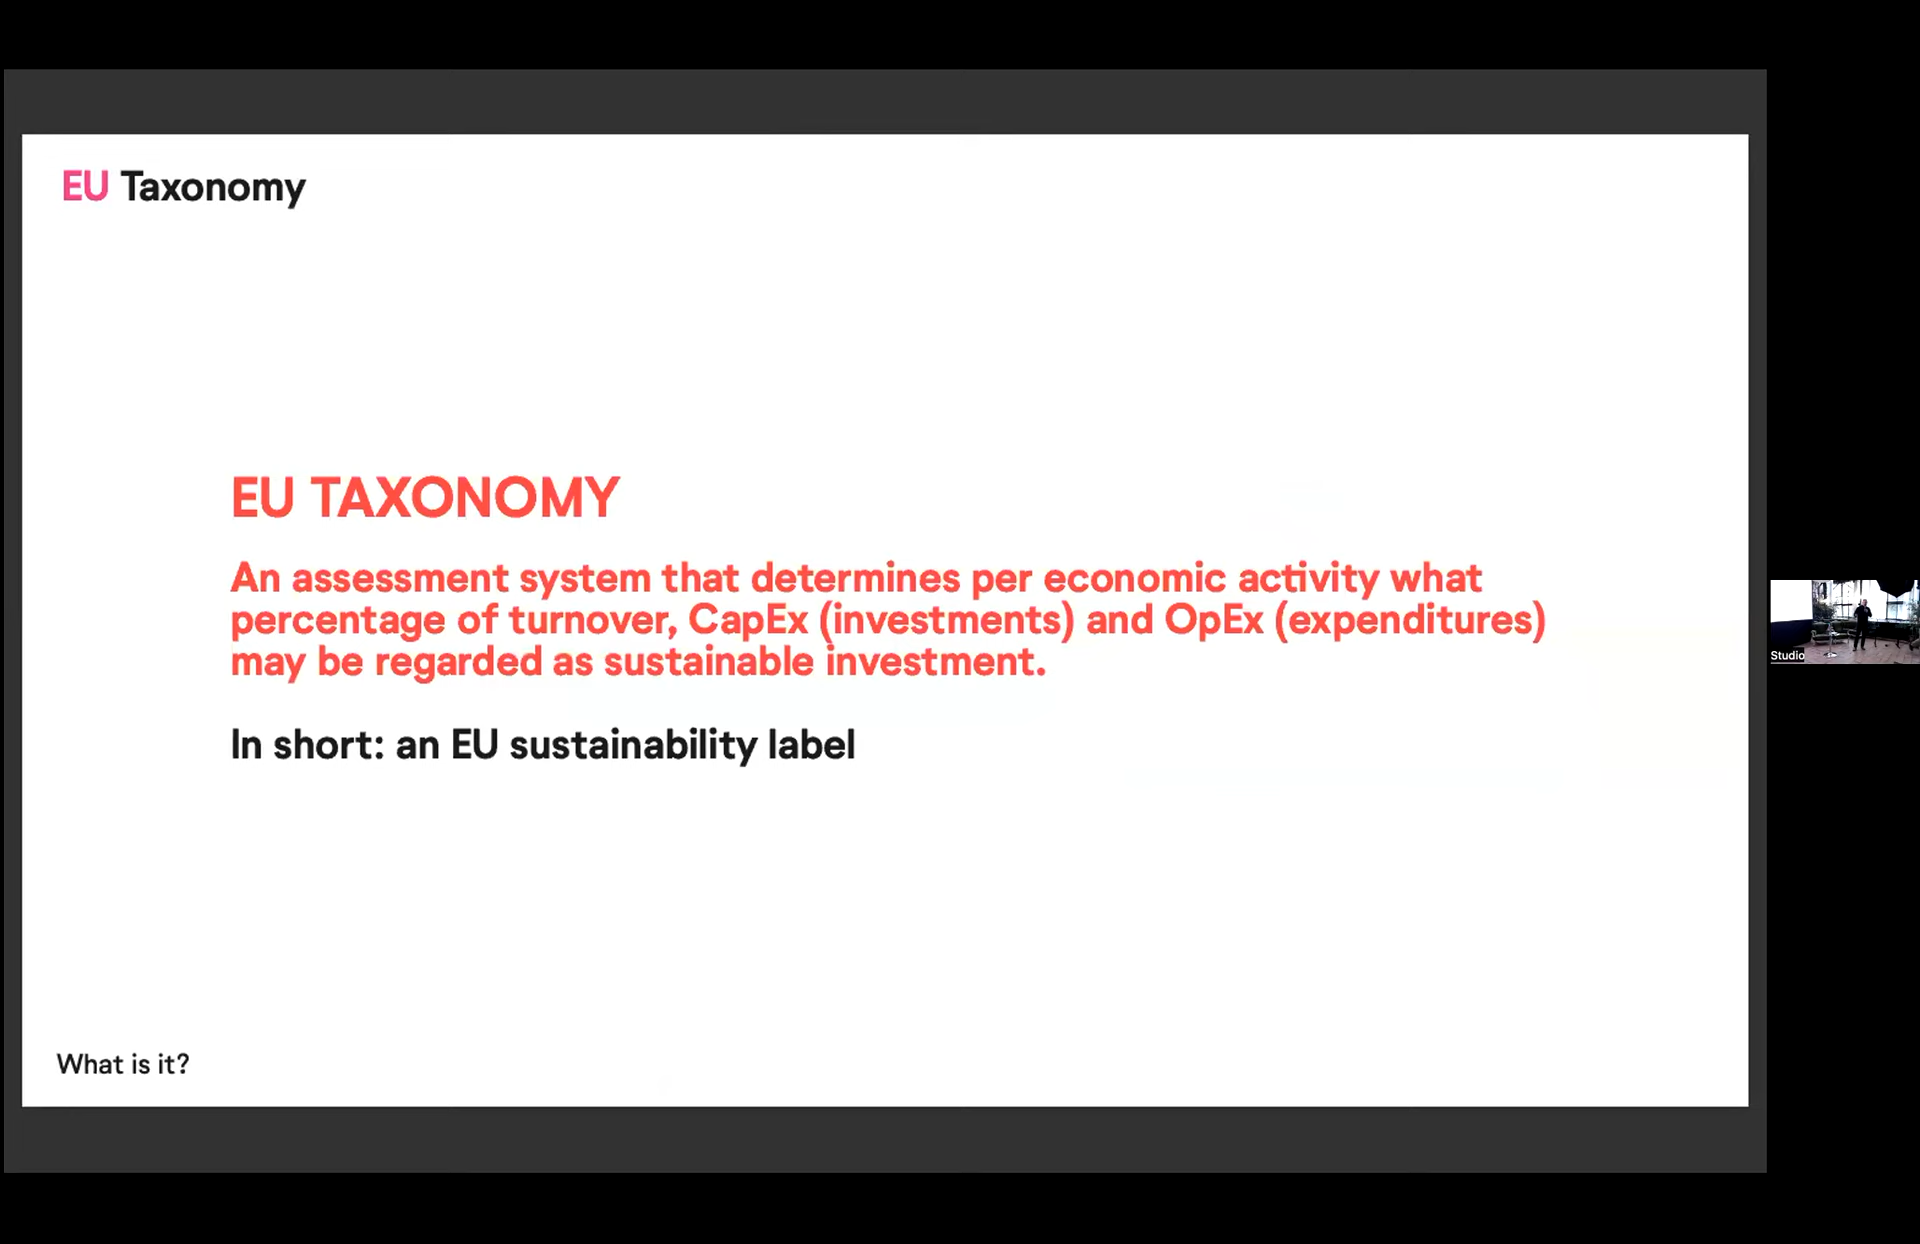 EU Taxonomy
EU TAXONOMY
An assessment system that determines per economic activity what
percentage of turnover, CapEx (investments) and OpEx (expenditures)
may be regarded as sustainable investment.
In short: an EU sustainability label
Studio
What is it?